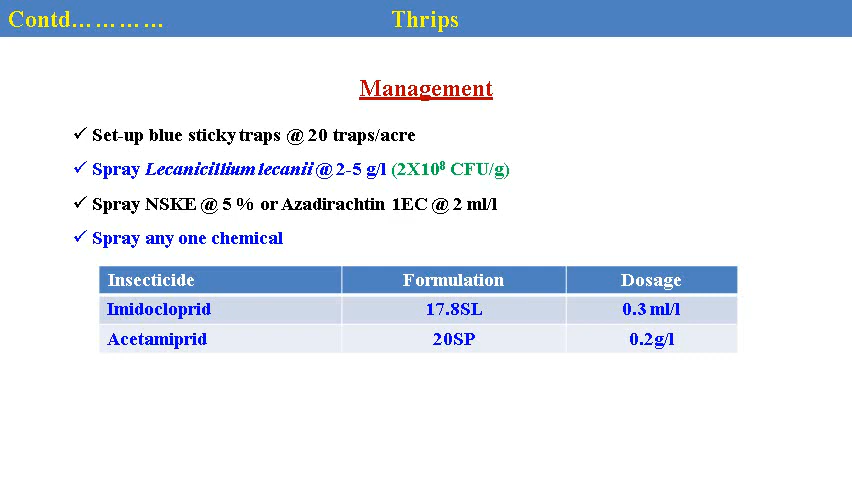 Contd………… Thrips
Management
✓ Set-up blue sticky traps @ 20 traps/acre
✓ Spray Lecanicillium lecanii @ 2-5 g/l (2X10⁸ CFU/g)
✓ Spray NSKE @ 5 % or Azadirachtin 1EC @ 2 ml/l
✓ Spray any one chemical
Insecticide Formulation Dosage
Imidocloprid 17.8SL 0.3 ml/l
Acetamiprid 20SP 0.2g/l